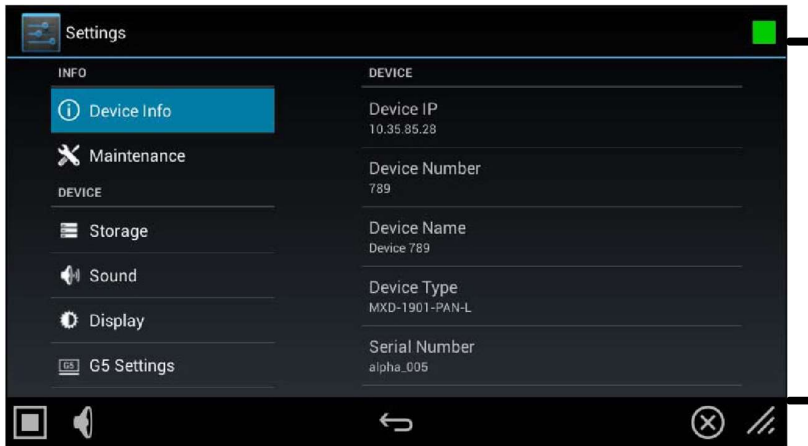 Settings
INFO
Device Info
Maintenance
DEVICE
Storage
Sound
Display
G5
G5 Settings
DEVICE
Device IP
10.35.85.28
Device Number
789
Device Name
Device 789
Device Type
MXD-1901-PAN-L
Serial Number
alpha_005